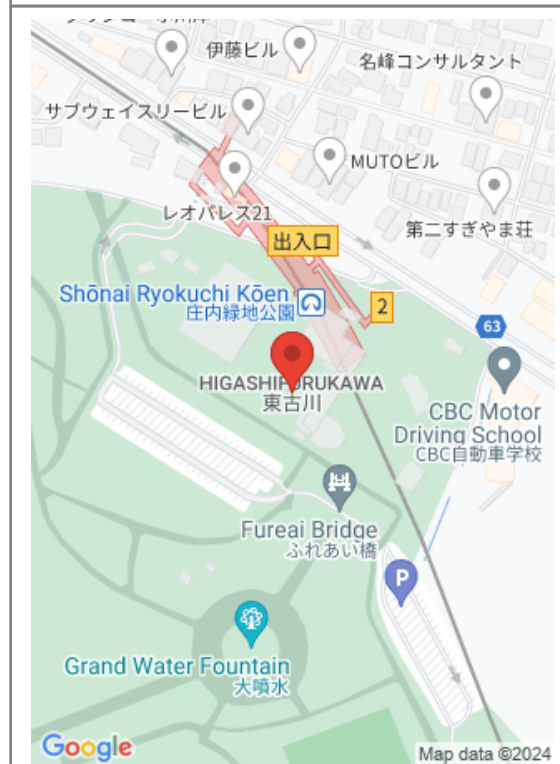 伊藤ビル
名峰コンサルタント
サブウェイスリービル
MUTOビル
レオパレス21
第二すぎやま荘
出入口
Shōnai Ryokuchi Kōen
庄内緑地公園
2
63
HIGASHIFURUKAWA
東古川
CBC Motor
Driving School
CBC自動車学校
Fureai Bridge
ふれあい橋
P
Grand Water Fountain
大噴水
Google
Map data ©2024